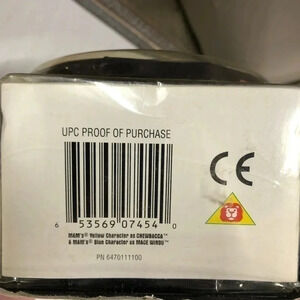 UPC PROOF OF PURCHASE
CE
6 53569 07454 0
M&M's® Yellow Character as CHEWBACCA™
& M&M's® Blue Character as MACE WINDU™
PN 6470111100